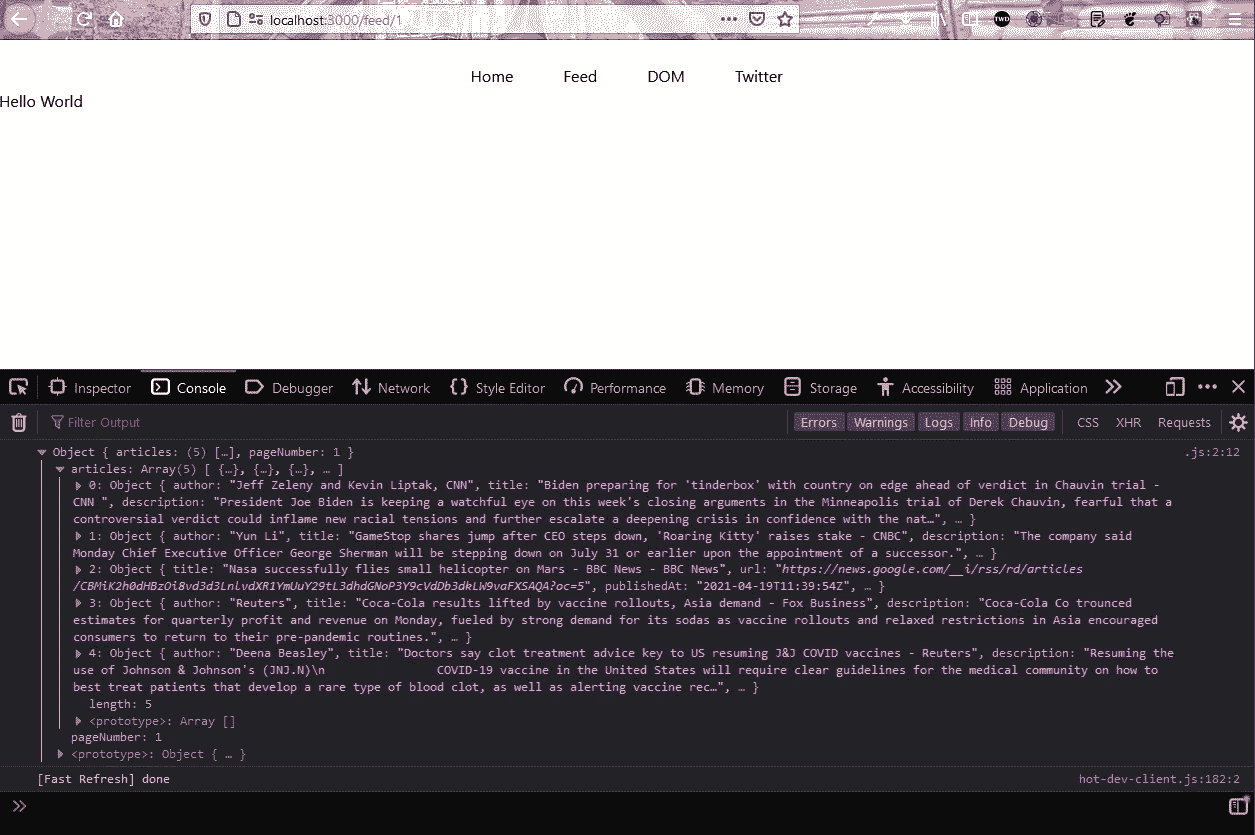 localhost:3000/feed/1
TWD
Home Feed DOM Twitter
Hello World
Inspector Console Debugger Network Style Editor Performance Memory Storage Accessibility Application
Filter Output Errors Warnings Logs Info Debug CSS XHR Requests
Object { articles: (5) […], pageNumber: 1 } .js:2:12
articles: Array(5) [ {…}, {…}, {…}, … ]
0: Object { author: "Jeff Zeleny and Kevin Liptak, CNN", title: "Biden preparing for 'tinderbox' with country on edge ahead of verdict in Chauvin trial -
CNN ", description: "President Joe Biden is keeping a watchful eye on this week's closing arguments in the Minneapolis trial of Derek Chauvin, fearful that a
controversial verdict could inflame new racial tensions and further escalate a deepening crisis in confidence with the nat…", … }
1: Object { author: "Yun Li", title: "GameStop shares jump after CEO steps down, 'Roaring Kitty' raises stake - CNBC", description: "The company said
Monday Chief Executive Officer George Sherman will be stepping down on July 31 or earlier upon the appointment of a successor.", … }
2: Object { title: "Nasa successfully flies small helicopter on Mars - BBC News - BBC News", url: "https://news.google.com/__i/rss/rd/articles
/CBMiK2h0dHBzOi8vd3d3LnlvdXR1YmUuY29tL3dhdGNoP3Y9cVdDb3dkLW9vaFXSAQA?oc=5", publishedAt: "2021-04-19T11:39:54Z", … }
3: Object { author: "Reuters", title: "Coca-Cola results lifted by vaccine rollouts, Asia demand - Fox Business", description: "Coca-Cola Co trounced
estimates for quarterly profit and revenue on Monday, fueled by strong demand for its sodas as vaccine rollouts and relaxed restrictions in Asia encouraged
consumers to return to their pre-pandemic routines.", … }
4: Object { author: "Deena Beasley", title: "Doctors say clot treatment advice key to US resuming J&J COVID vaccines - Reuters", description: "Resuming the
use of Johnson & Johnson's (JNJ.N)\n COVID-19 vaccine in the United States will require clear guidelines for the medical community on how to
best treat patients that develop a rare type of blood clot, as well as alerting vaccine rec…", … }
length: 5
<prototype>: Array []
pageNumber: 1
<prototype>: Object { … }
[Fast Refresh] done hot-dev-client.js:182:2